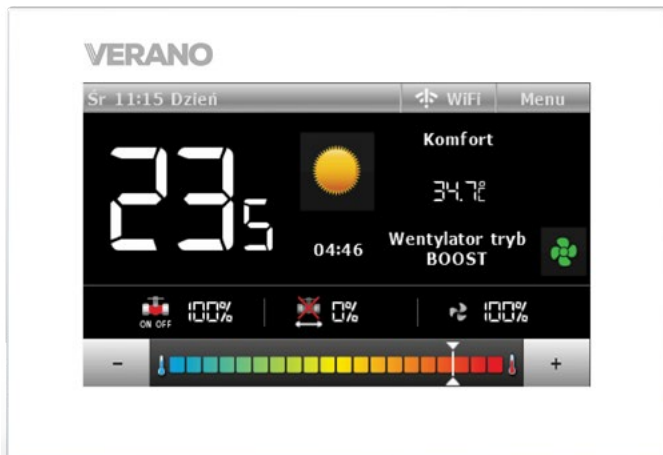 VERANO
Śr 11:15 Dzień
WiFi
Menu
Komfort
23.5
34.7°C
04:46
Wentylator tryb
BOOST
ON OFF
100%
0%
100%
-
+